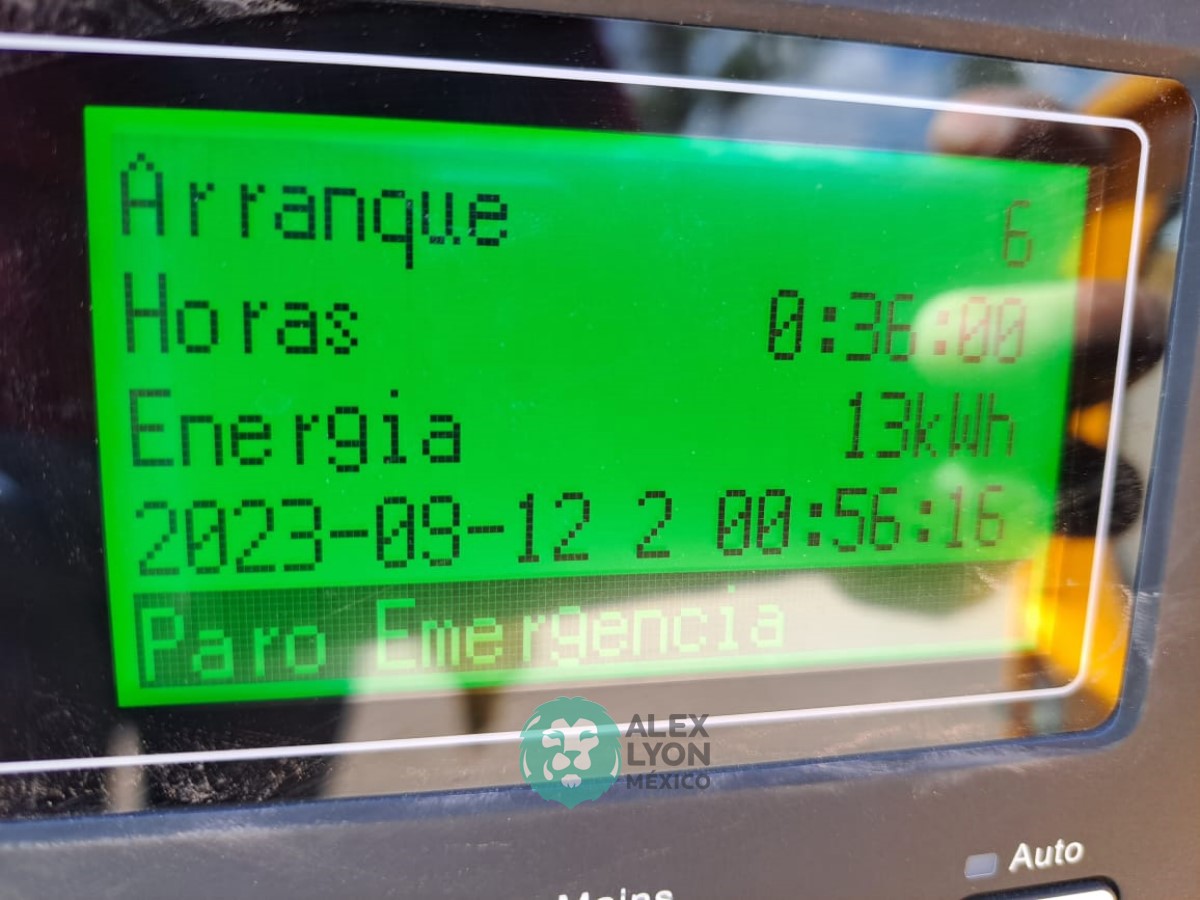 Arranque 6
Horas 0:36:00
Energia 13kWh
2023-09-12 2 00:56:16
Paro Emergencia
ALEX
LYON
MÉXICO
Auto
Mains